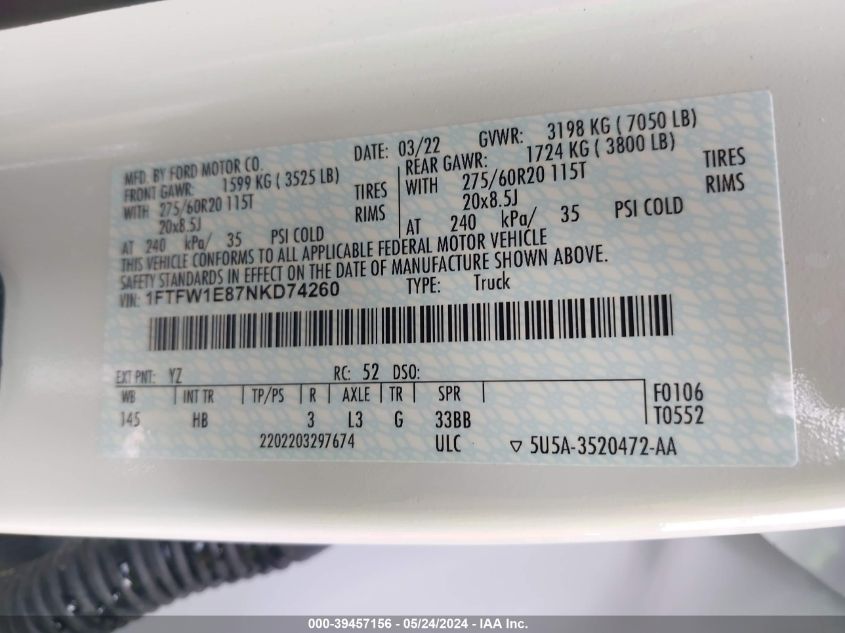 MFD. BY FORD MOTOR CO. DATE: 03/22 GVWR: 3198 KG ( 7050 LB)
FRONT GAWR: 1599 KG ( 3525 LB) REAR GAWR: 1724 KG ( 3800 LB)
WITH 275/60R20 115T TIRES WITH 275/60R20 115T TIRES
20x8.5J RIMS 20x8.5J RIMS
AT 240 kPa/ 35 PSI COLD AT 240 kPa/ 35 PSI COLD
THIS VEHICLE CONFORMS TO ALL APPLICABLE FEDERAL MOTOR VEHICLE
SAFETY STANDARDS IN EFFECT ON THE DATE OF MANUFACTURE SHOWN ABOVE.
VIN: 1FTFW1E87NKD74260 TYPE: Truck
EXT PNT: YZ RC: 52 DSO:
WB INT TR TP/PS R AXLE TR SPR F0106
145 HB 3 L3 G 33BB T0552
2202203297674 ULC ▽ 5U5A-3520472-AA
000-39457156 - 05/24/2024 - IAA Inc.